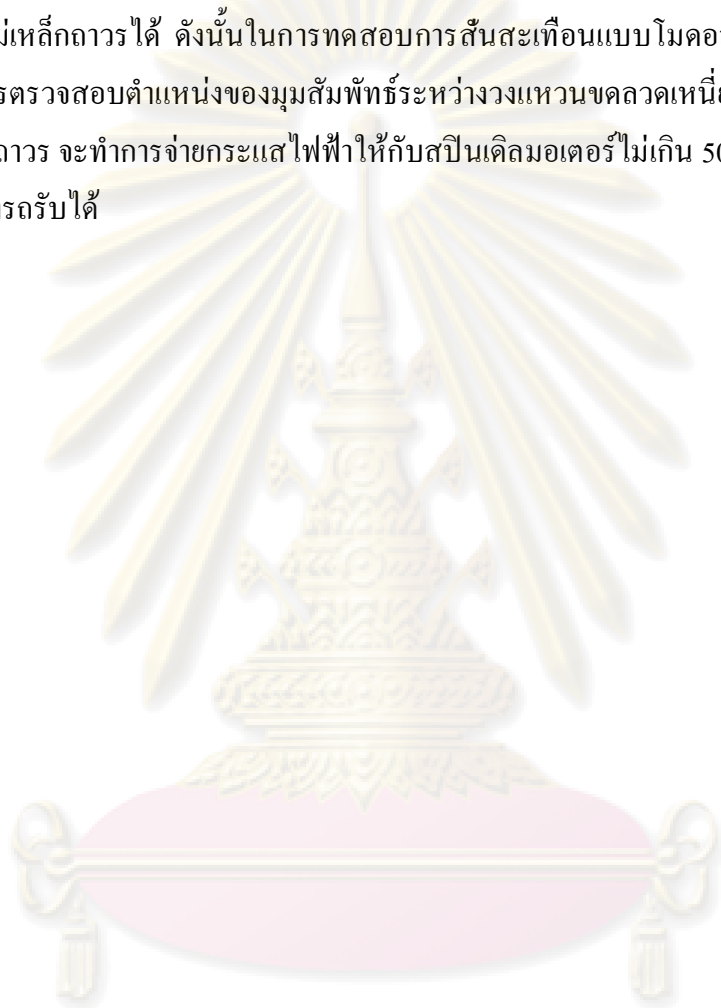 ม่เหล็กถาวรได้ ดังนั้นในการทดสอบการสั่นสะเทือนแบบโมดอ
รตรวจสอบตำแหน่งของมุมสัมพัทธ์ระหว่างวงแหวนขดลวดเหนี่ย
ถาวร จะทำการจ่ายกระแสไฟฟ้าให้กับสปินเดิลมอเตอร์ไม่เกิน 50
รถรับได้